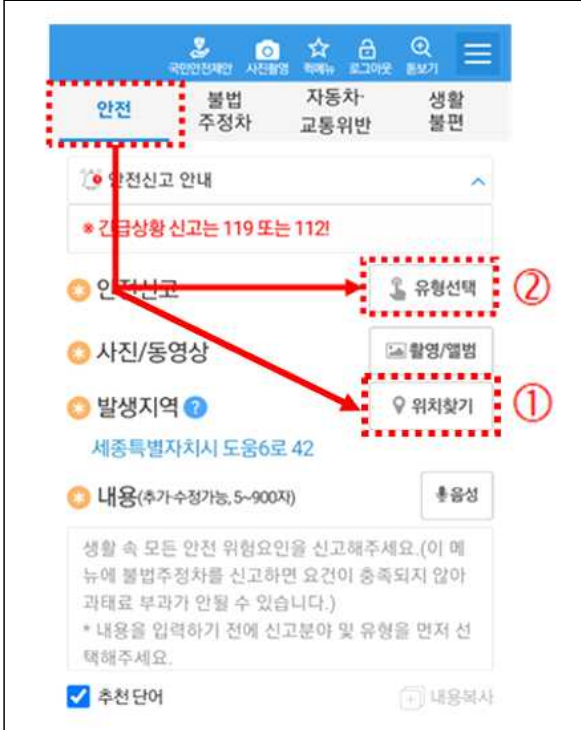 국민안전제안 사진촬영 퀵메뉴 로그아웃 돋보기
안전
불법
주정차
자동차·
교통위반
생활
불편
안전신고 안내
※ 긴급상황 신고는 119 또는 112!
안전신고
유형선택
②
사진/동영상
촬영/앨범
발생지역 ?
위치찾기
①
세종특별자치시 도움6로 42
내용(추가·수정가능, 5~900자)
음성
생활 속 모든 안전 위험요인을 신고해주세요.(이 메
뉴에 불법주정차를 신고하면 요건이 충족되지 않아
과태료 부과가 안될 수 있습니다.)
* 내용을 입력하기 전에 신고분야 및 유형을 먼저 선
택해주세요.
추천 단어
내용복사